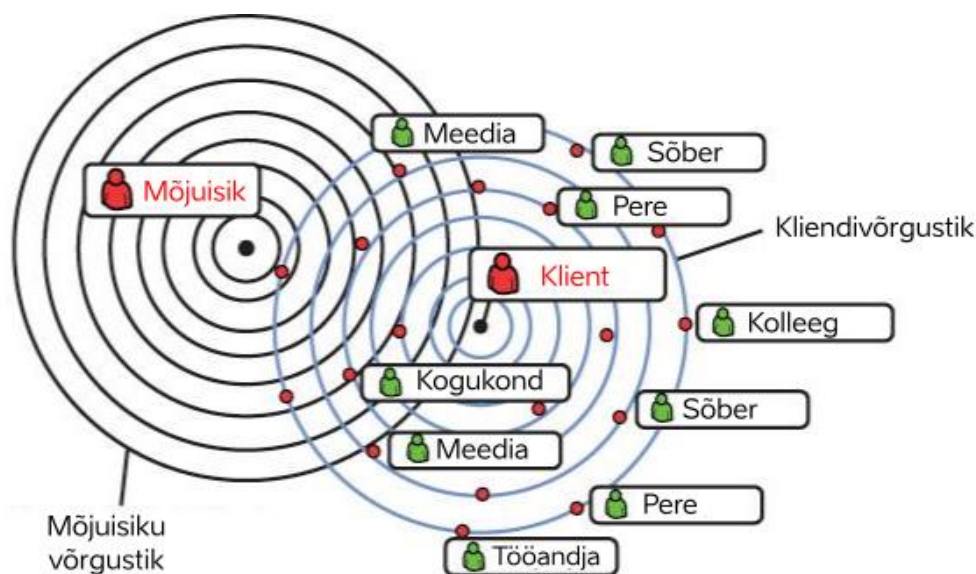 Meedia
Sõber
Mõjuisik
Pere
Kliendivõrgustik
Klient
Kolleeg
Kogukond
Sõber
Meedia
Pere
Mõjuisiku
võrgustik
Tööandja